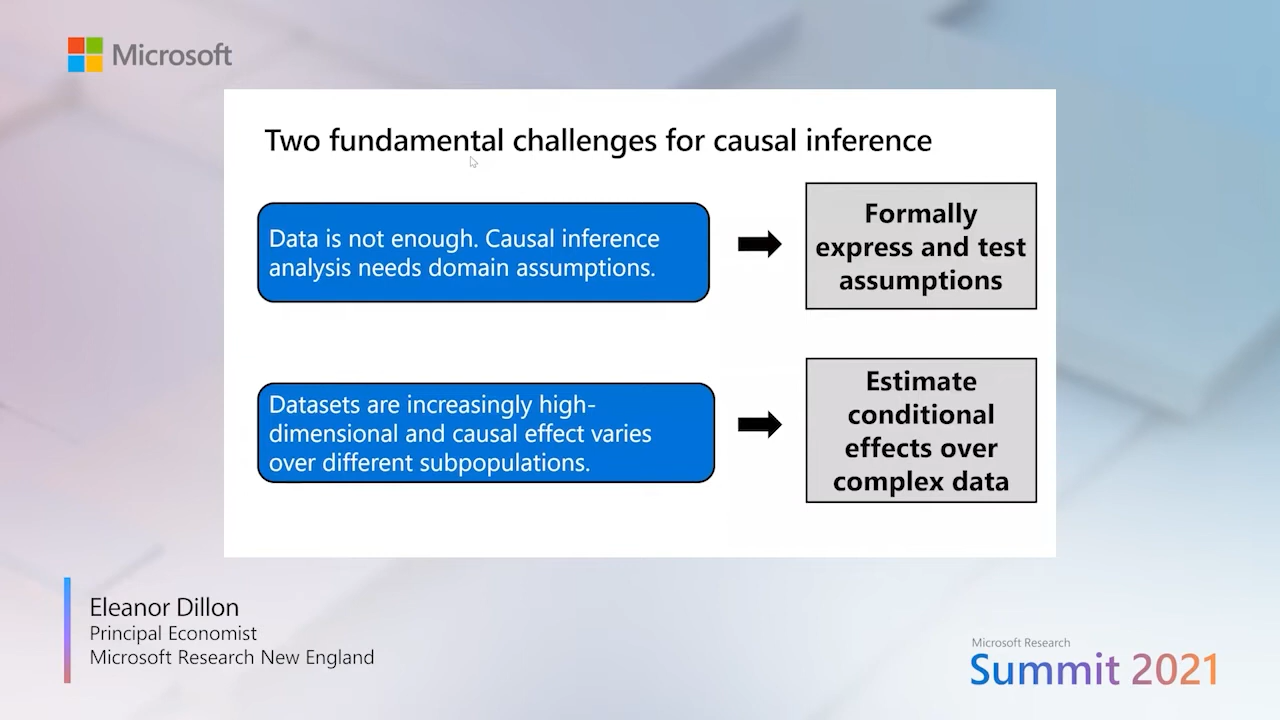 Microsoft
Two fundamental challenges for causal inference
Data is not enough. Causal inference
analysis needs domain assumptions.
Formally
express and test
assumptions
Datasets are increasingly high-
dimensional and causal effect varies
over different subpopulations.
Estimate
conditional
effects over
complex data
Eleanor Dillon
Principal Economist
Microsoft Research New England
Microsoft Research
Summit 2021